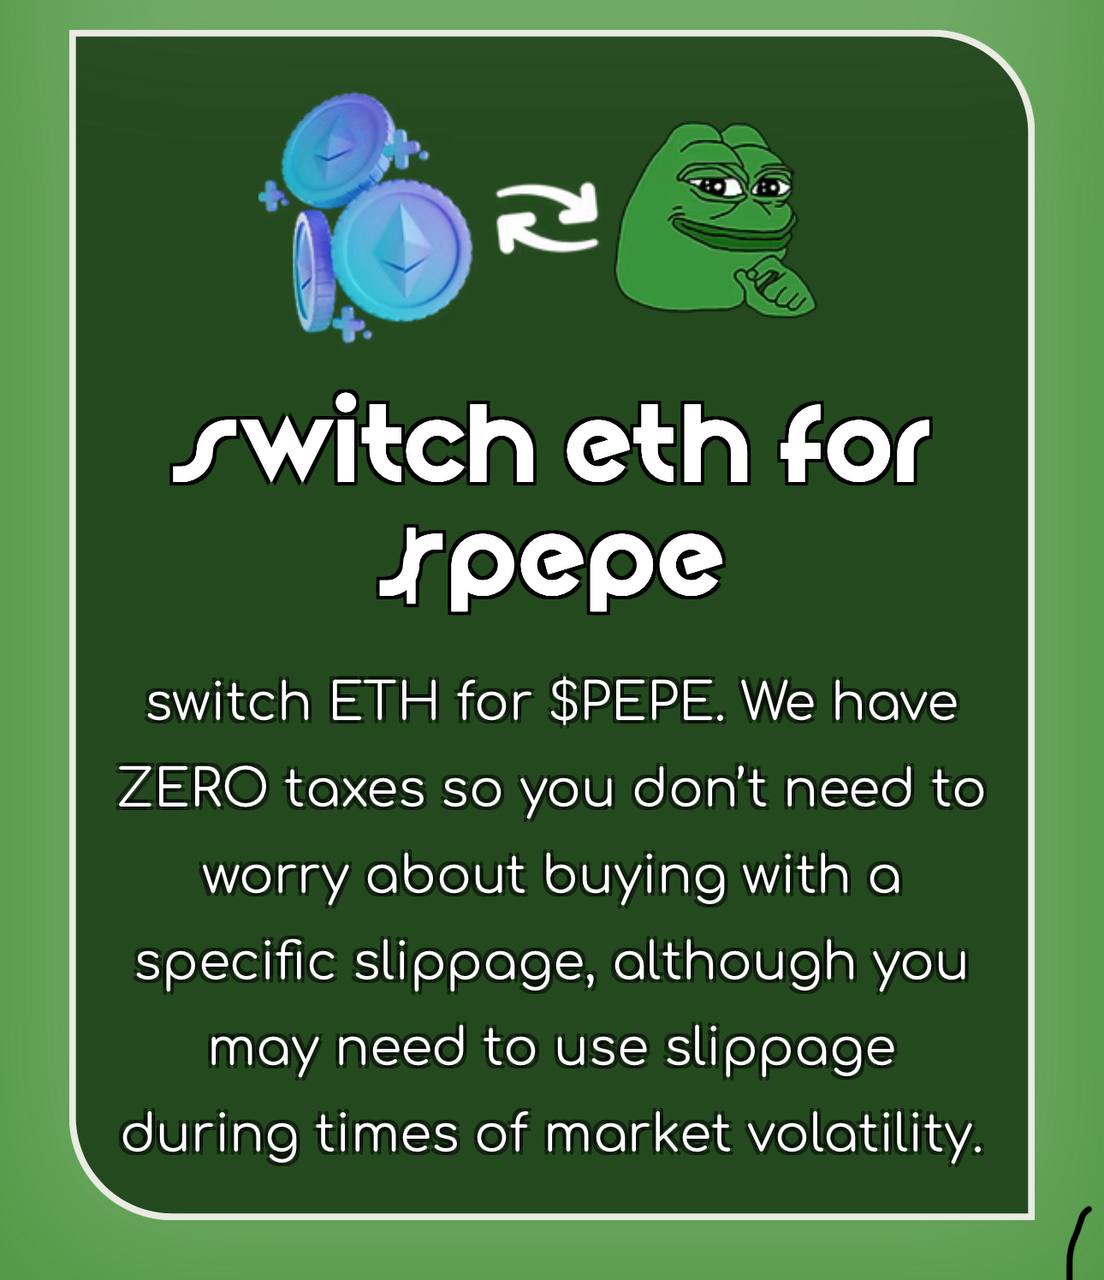 switch eth for
$pepe
switch ETH for $PEPE. We have
ZERO taxes so you don’t need to
worry about buying with a
specific slippage, although you
may need to use slippage
during times of market volatility.